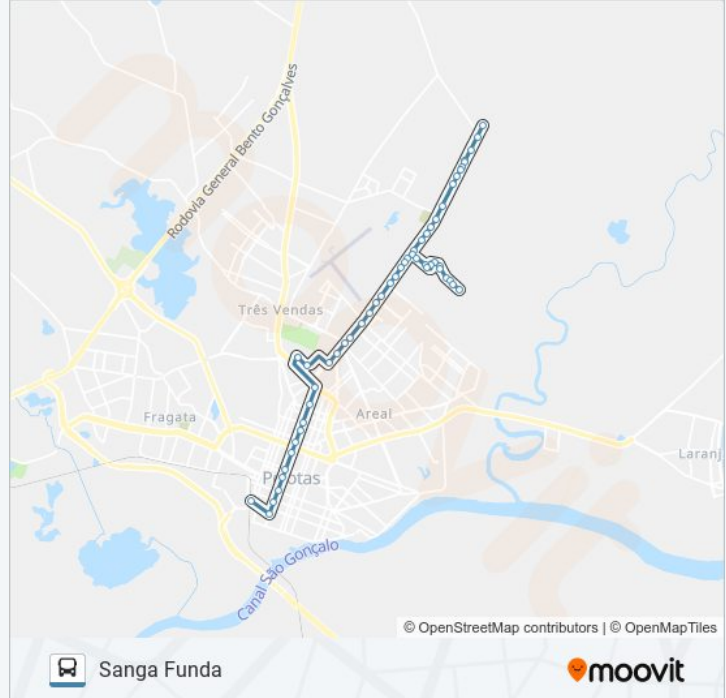 Rodovia General Bento Gonçalves
Três Vendas
Fragata
Areal
Laranj
Pelotas
Canal São Gonçalo
© OpenStreetMap contributors | © OpenMapTiles
Sanga Funda
moovit